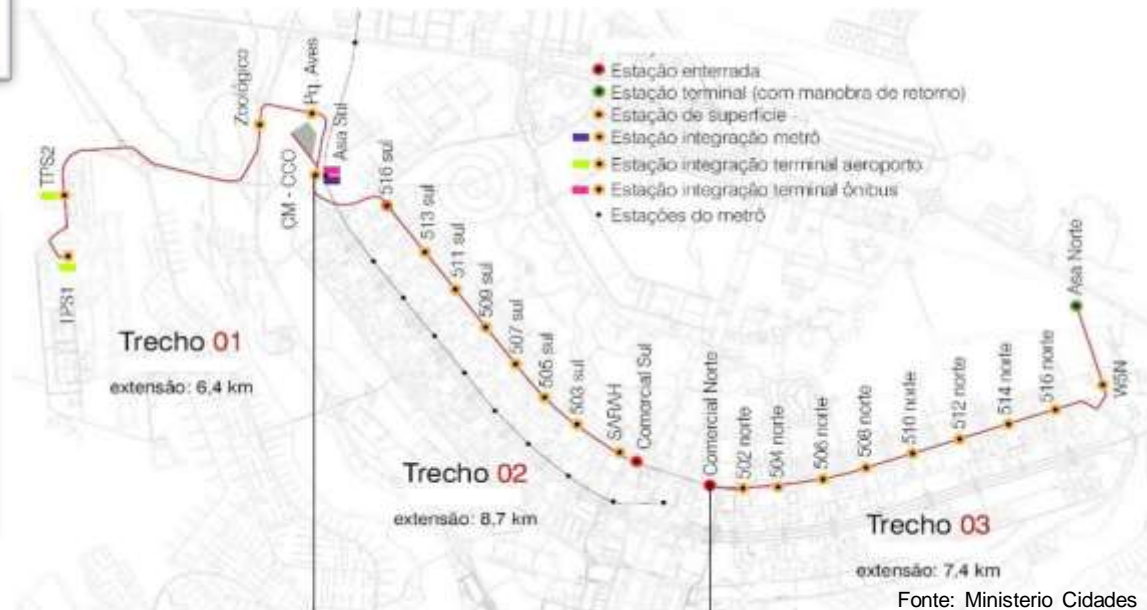 Estação enterrada
Estação terminal (com manobra de retorno)
Estação de superfície
Estação integração metrô
Estação integração terminal aeroporto
Estação integração terminal ônibus
Estações do metrô
TPS2
TPS1
Zoológico
Pq. Aves
CM - CCO
Asa Sul
516 sul
513 sul
511 sul
509 sul
507 sul
505 sul
503 sul
SARAH
Comercial Sul
Comercial Norte
502 norte
504 norte
506 norte
508 norte
510 norte
512 norte
514 norte
516 norte
W5N
Asa Norte
Trecho 01
extensão: 6,4 km
Trecho 02
extensão: 8,7 km
Trecho 03
extensão: 7,4 km
Fonte: Ministerio Cidades